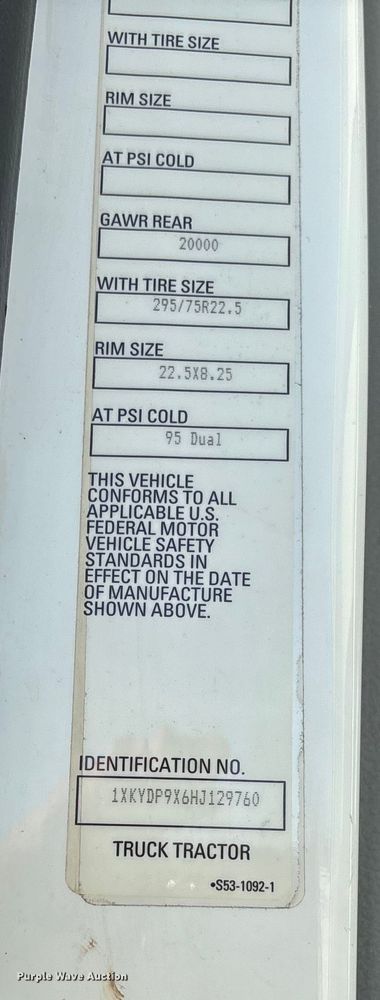 WITH TIRE SIZE
RIM SIZE
AT PSI COLD
GAWR REAR
20000
WITH TIRE SIZE
295/75R22.5
RIM SIZE
22.5X8.25
AT PSI COLD
95 Dual
THIS VEHICLE
CONFORMS TO ALL
APPLICABLE U.S.
FEDERAL MOTOR
VEHICLE SAFETY
STANDARDS IN
EFFECT ON THE DATE
OF MANUFACTURE
SHOWN ABOVE.
IDENTIFICATION NO.
1XKYDP9X6HJ129760
TRUCK TRACTOR
•S53-1092-1
Purple Wave Auction